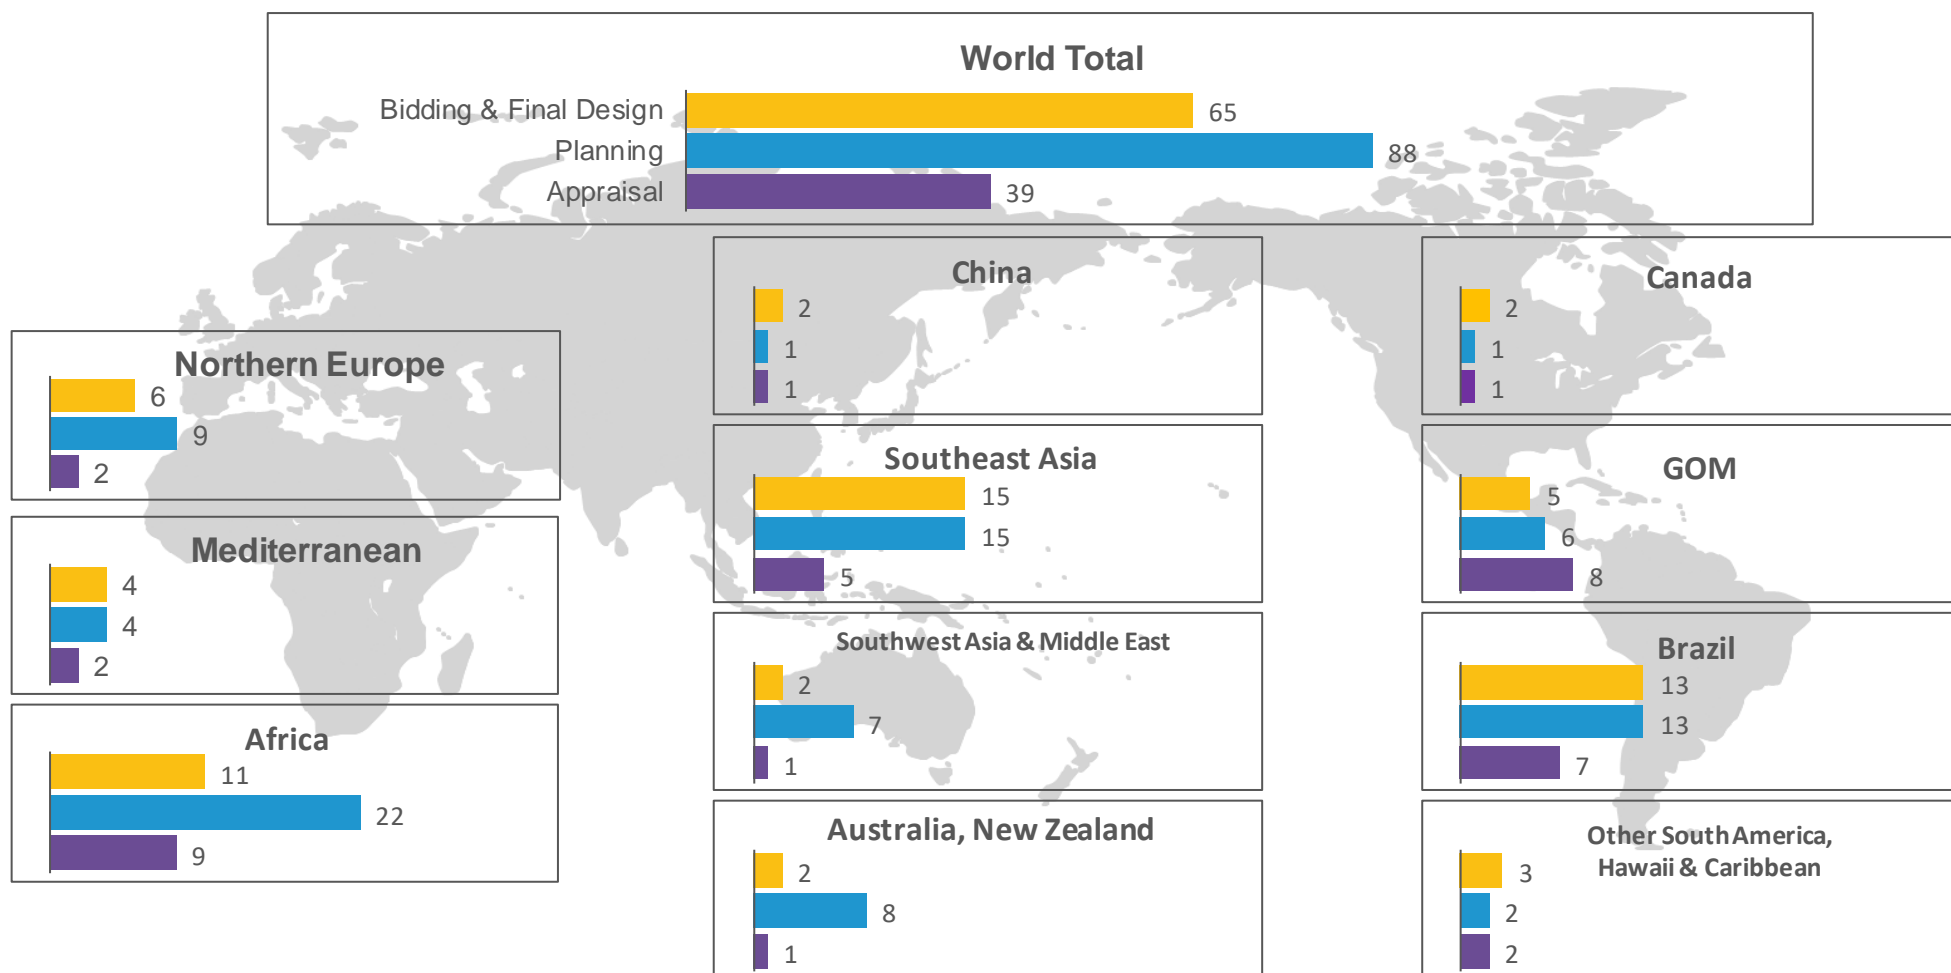 World Total
Bidding & Final Design 65
Planning 88
Appraisal 39
China
2
1
1
Canada
2
1
1
Northern Europe
6
9
2
Southeast Asia
15
15
5
GOM
5
6
8
Mediterranean
4
4
2
Southwest Asia & Middle East
2
7
1
Brazil
13
13
7
Africa
11
22
9
Australia, New Zealand
2
8
1
Other South America,
Hawaii & Caribbean
3
2
2